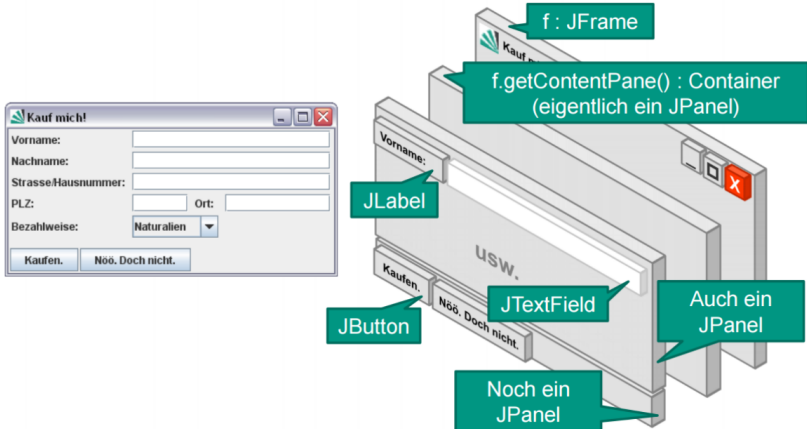 Kauf mich!
Vorname:
Nachname:
Strasse/Hausnummer:
PLZ: Ort:
Bezahlweise: Naturalien
Kaufen. Nöö. Doch nicht.
f : JFrame
Kauf
f.getContentPane() : Container
(eigentlich ein JPanel)
X
Vorname:
JLabel
usw.
Kaufen.
Nöö. Doch nicht.
JTextField
JButton
Auch ein
JPanel
Noch ein
JPanel